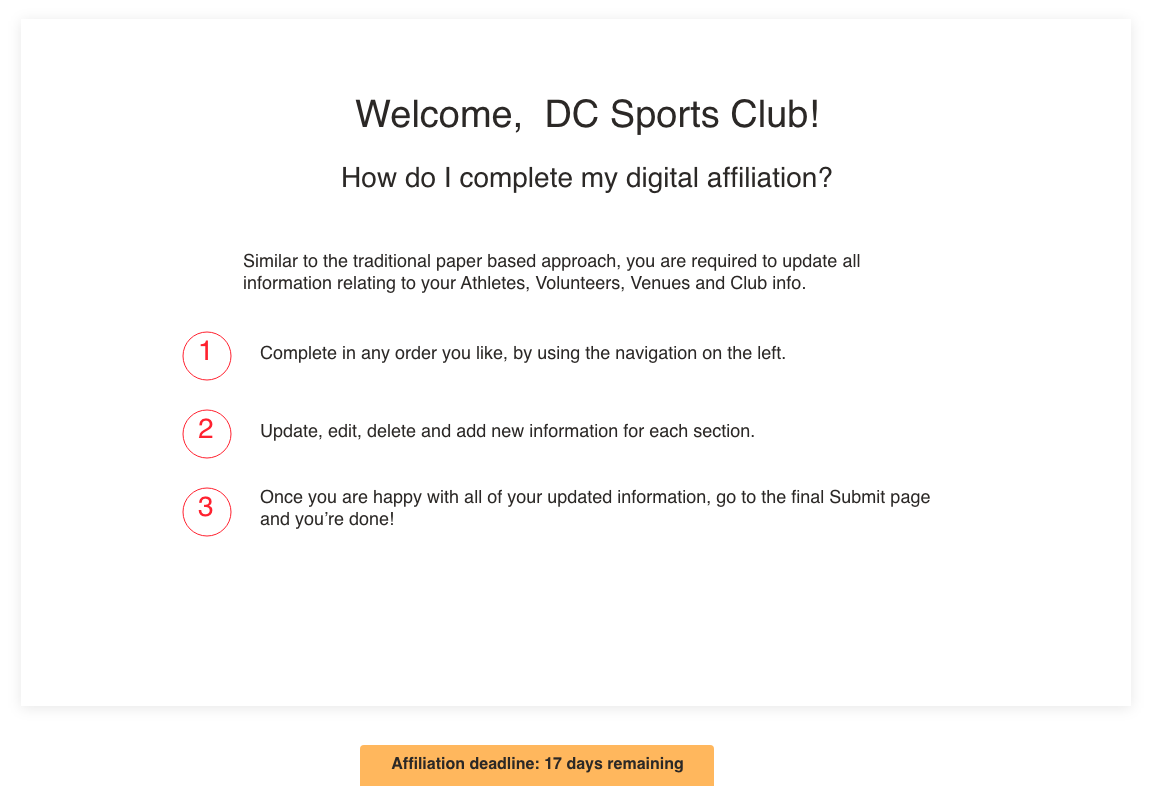 Welcome,  DC Sports Club!
How do I complete my digital affiliation?
Similar to the traditional paper based approach, you are required to update all
information relating to your Athletes, Volunteers, Venues and Club info.
1 Complete in any order you like, by using the navigation on the left.
2 Update, edit, delete and add new information for each section.
3 Once you are happy with all of your updated information, go to the final Submit page
and you’re done!
Affiliation deadline: 17 days remaining